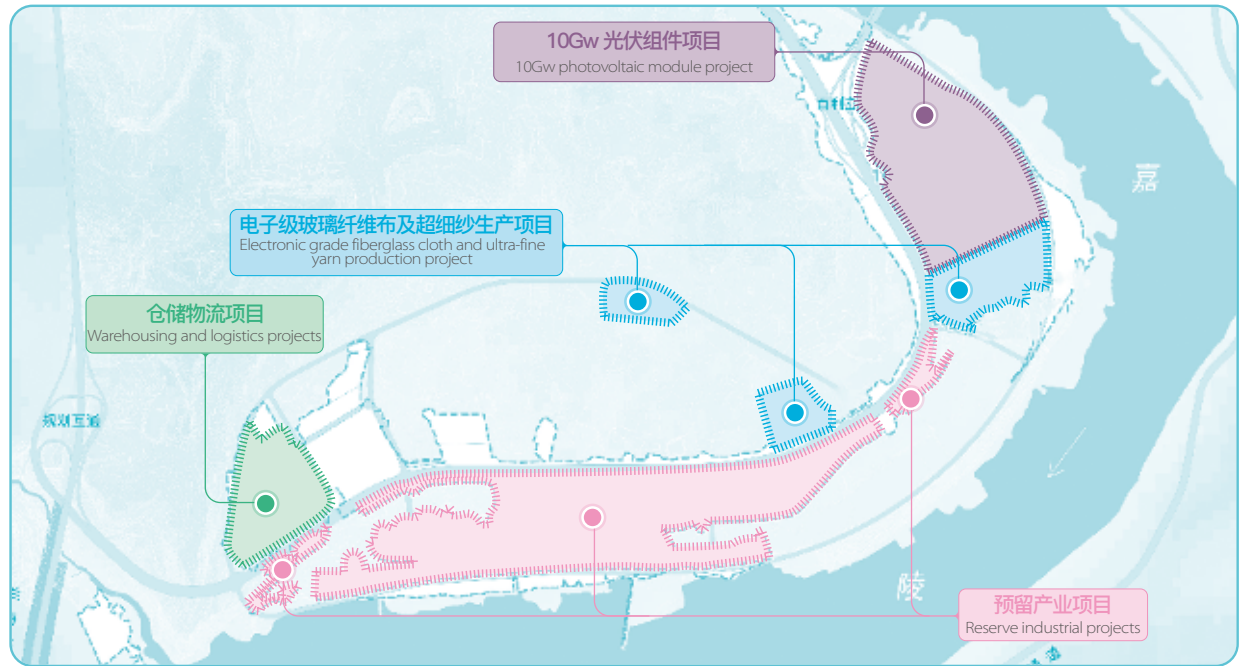 10Gw 光伏组件项目
10Gw photovoltaic module project
嘉
电子级玻璃纤维布及超细纱生产项目
Electronic grade fiberglass cloth and ultra-fine
yarn production project
仓储物流项目
Warehousing and logistics projects
规划互通
陵
预留产业项目
Reserve industrial projects